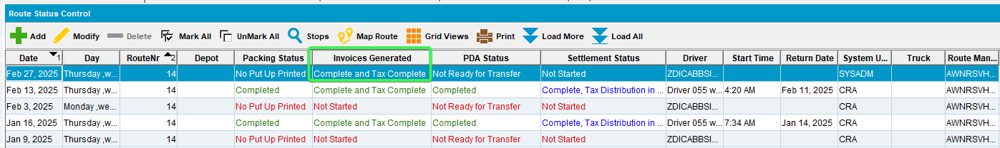 Route Status Control
Add Modify Delete Mark All UnMark All Stops Map Route Grid Views Print Load More Load All
Date 1 Day RouteNr 2 Depot Packing Status Invoices Generated PDA Status Settlement Status Driver Start Time Return Date System U... Truck Route Man...
Feb 27, 2025 Thursday ,w... 14 No Put Up Printed Complete and Tax Complete Not Ready for Transfer Not Started ZDICABBSI... SYSADM AWNRSVH...
Feb 13, 2025 Thursday ,w... 14 Completed Complete and Tax Complete Completed Complete, Tax Distribution in ... Driver 055 w... 4:20 AM Feb 11, 2025 CRA AWNRSVH...
Feb 3, 2025 Monday ,we... 14 No Put Up Printed Not Started Not Ready for Transfer Not Started ZDICABBSI... CRA AWNRSVH...
Jan 16, 2025 Thursday ,w... 14 Completed Complete and Tax Complete Completed Complete, Tax Distribution in ... Driver 055 w... 7:34 AM Jan 14, 2025 CRA AWNRSVH...
Jan 9, 2025 Thursday ,w... 14 No Put Up Printed Not Started Not Ready for Transfer Not Started ZDICABBSI... CRA AWNRSVH...